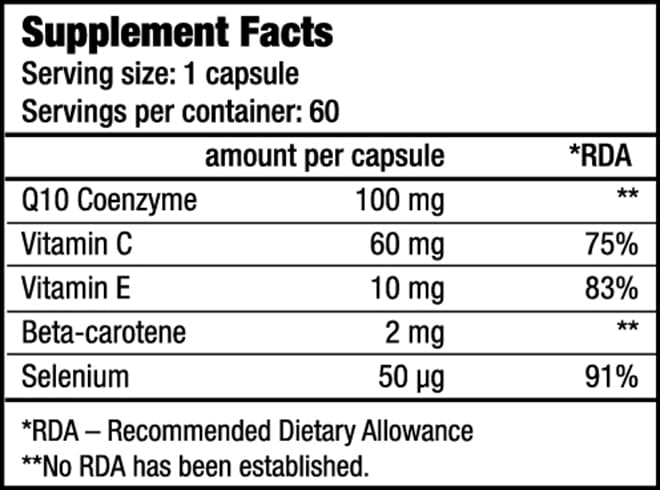 Supplement Facts
Serving size: 1 capsule
Servings per container: 60
amount per capsule *RDA
Q10 Coenzyme 100 mg **
Vitamin C 60 mg 75%
Vitamin E 10 mg 83%
Beta-carotene 2 mg **
Selenium 50 µg 91%
*RDA – Recommended Dietary Allowance
**No RDA has been established.